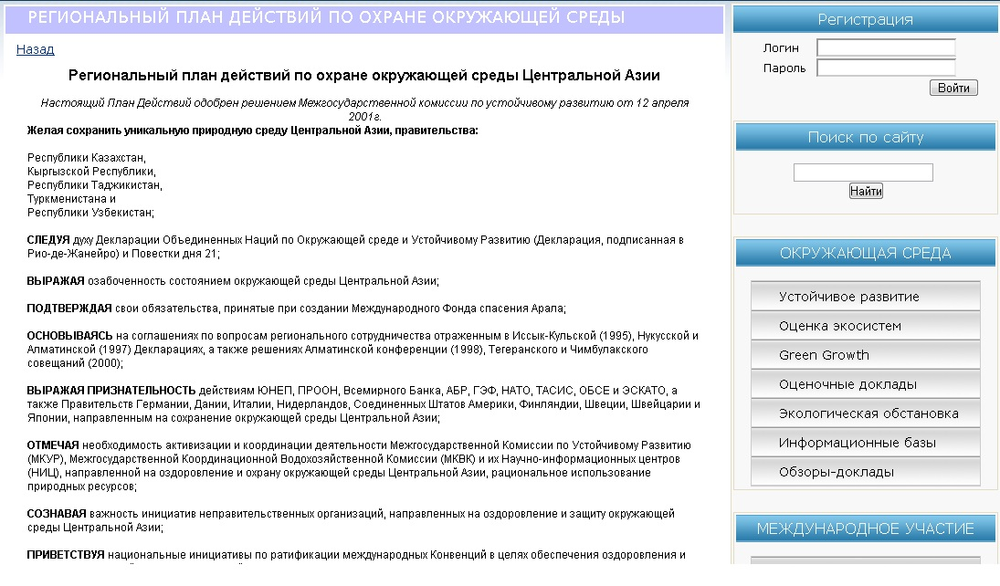 РЕГИОНАЛЬНЫЙ ПЛАН ДЕЙСТВИЙ ПО ОХРАНЕ ОКРУЖАЮЩЕЙ СРЕДЫ
Назад
Региональный план действий по охране окружающей среды Центральной Азии
Настоящий План Действий одобрен решением Межгосударственной комиссии по устойчивому развитию от 12 апреля
2001г.
Желая сохранить уникальную природную среду Центральной Азии, правительства:
Республики Казахстан,
Кыргызской Республики,
Республики Таджикистан,
Туркменистана и
Республики Узбекистан;
СЛЕДУЯ духу Декларации Объединенных Наций по Окружающей среде и Устойчивому Развитию (Декларация, подписанная в
Рио-де-Жанейро) и Повестки дня 21;
ВЫРАЖАЯ озабоченность состоянием окружающей среды Центральной Азии;
ПОДТВЕРЖДАЯ свои обязательства, принятые при создании Международного Фонда спасения Арала;
ОСНОВЫВАЯСЬ на соглашениях по вопросам регионального сотрудничества отраженным в Иссык-Кульской (1995), Нукусской и
Алматинской (1997) Декларациях, а также решениях Алматинской конференции (1998), Тегеранского и Чимбулакского
совещаний (2000);
ВЫРАЖАЯ ПРИЗНАТЕЛЬНОСТЬ действиям ЮНЕП, ПРООН, Всемирного Банка, АБР, ГЭФ, НАТО, ТАСИС, ОБСЕ и ЭСКАТО, а
также Правительств Германии, Дании, Италии, Нидерландов, Соединенных Штатов Америки, Финляндии, Швеции, Швейцарии и
Японии, направленным на сохранение окружающей среды Центральной Азии;
ОТМЕЧАЯ необходимость активизации и координации деятельности Межгосударственной Комиссии по Устойчивому Развитию
(МКУР), Межгосударственной Координационной Водохозяйственной Комиссии (МКВК) и их Научно-информационных центров
(НИЦ), направленной на оздоровление и охрану окружающей среды Центральной Азии, рациональное использование
природных ресурсов;
СОЗНАВАЯ важность инициатив неправительственных организаций, направленных на оздоровление и защиту окружающей
среды Центральной Азии;
ПРИВЕТСТВУЯ национальные инициативы по ратификации международных Конвенций в целях обеспечения оздоровления и
Регистрация
Логин
Пароль
Войти
Поиск по сайту
Найти
ОКРУЖАЮЩАЯ СРЕДА
Устойчивое развитие
Оценка экосистем
Green Growth
Оценочные доклады
Экологическая обстановка
Информационные базы
Обзоры-доклады
МЕЖДУНАРОДНОЕ УЧАСТИЕ